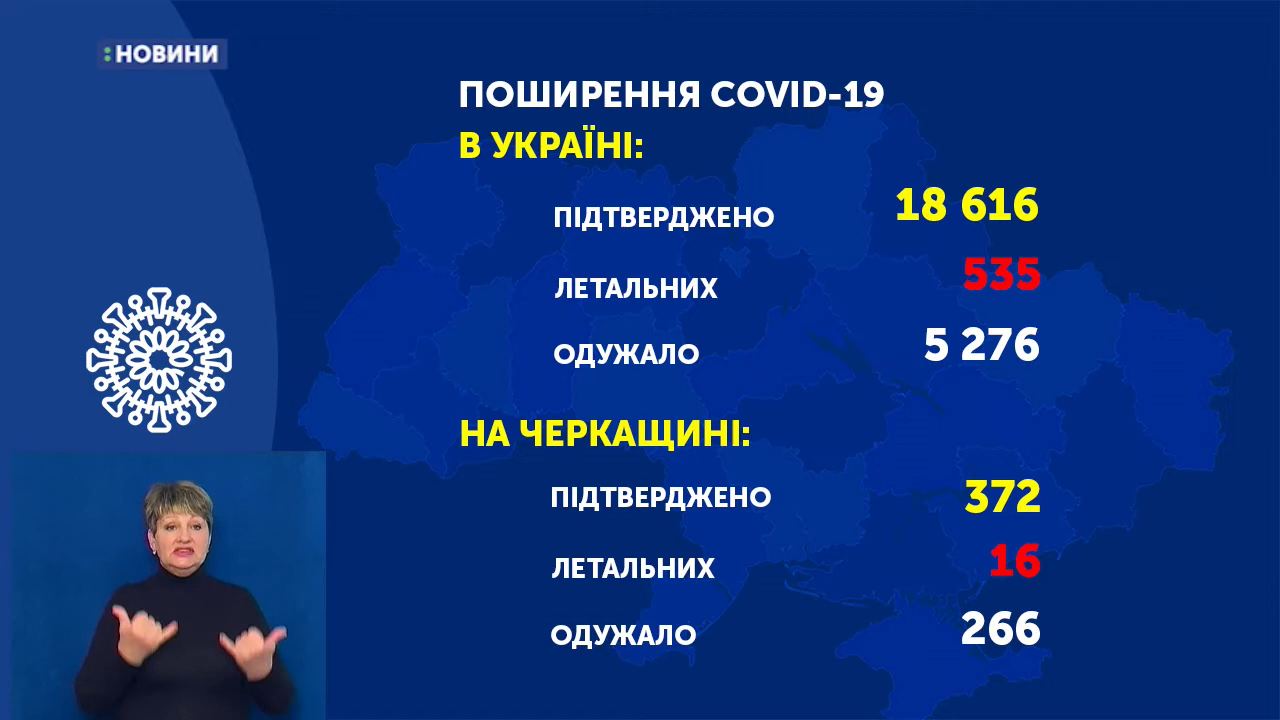 :НОВИНИ
ПОШИРЕННЯ COVID-19
В УКРАЇНІ:
ПІДТВЕРДЖЕНО 18 616
ЛЕТАЛЬНИХ 535
ОДУЖАЛО 5 276
НА ЧЕРКАЩИНІ:
ПІДТВЕРДЖЕНО 372
ЛЕТАЛЬНИХ 16
ОДУЖАЛО 266